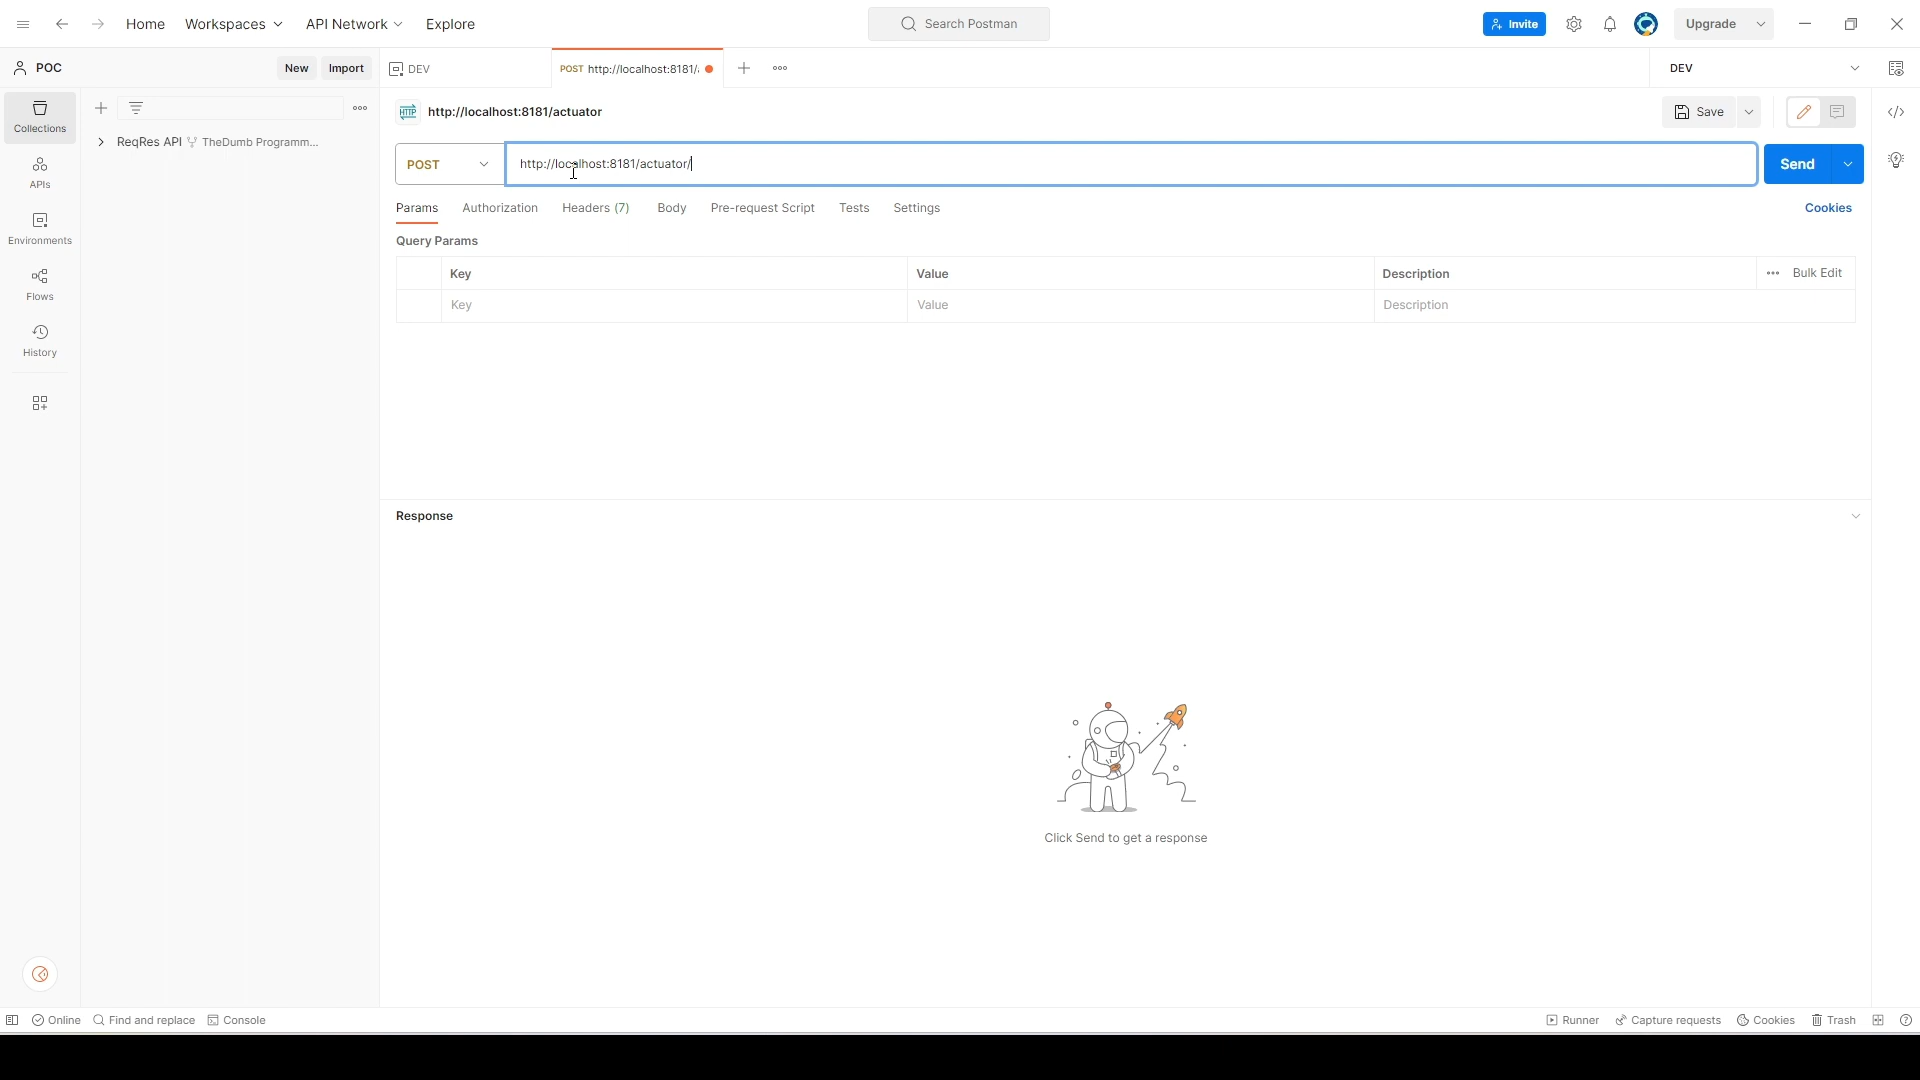 Home Workspaces API Network Explore Search Postman Invite Upgrade
POC New Import DEV POST http://localhost:8181/ DEV
HTTP http://localhost:8181/actuator Save
Collections
ReqRes API TheDumb Programm...
POST http://localhost:8181/actuator/ Send
APIs
Params Authorization Headers (7) Body Pre-request Script Tests Settings Cookies
Environments
Query Params
Key Value Description Bulk Edit
Flows
Key Value Description
History
Response
Click Send to get a response
Online Find and replace Console Runner Capture requests Cookies Trash